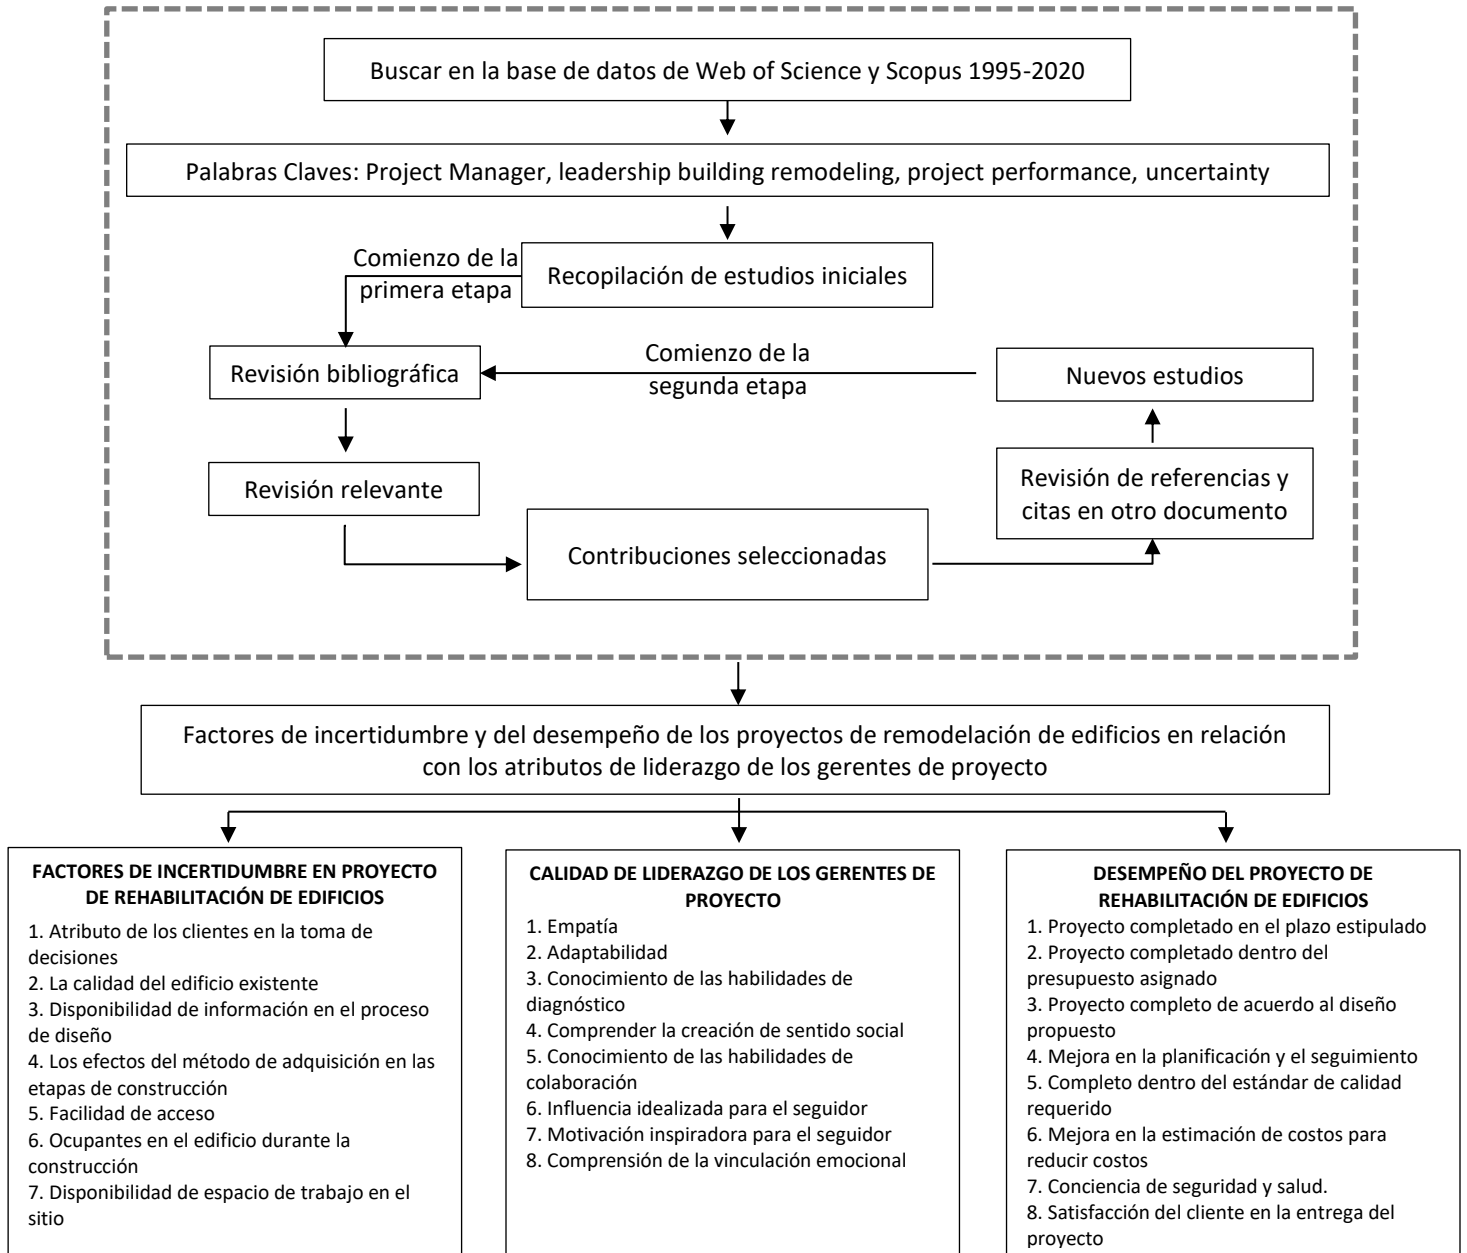 Buscar en la base de datos de Web of Science y Scopus 1995-2020
Palabras Claves: Project Manager, leadership building remodeling, project performance, uncertainty
Comienzo de la
primera etapa
Recopilación de estudios iniciales
Revisión bibliográfica
Comienzo de la
segunda etapa
Nuevos estudios
Revisión relevante
Revisión de referencias y
citas en otro documento
Contribuciones seleccionadas
Factores de incertidumbre y del desempeño de los proyectos de remodelación de edificios en relación
con los atributos de liderazgo de los gerentes de proyecto
FACTORES DE INCERTIDUMBRE EN PROYECTO
DE REHABILITACIÓN DE EDIFICIOS
1. Atributo de los clientes en la toma de
decisiones
2. La calidad del edificio existente
3. Disponibilidad de información en el proceso
de diseño
4. Los efectos del método de adquisición en las
etapas de construcción
5. Facilidad de acceso
6. Ocupantes en el edificio durante la
construcción
7. Disponibilidad de espacio de trabajo en el
sitio
CALIDAD DE LIDERAZGO DE LOS GERENTES DE
PROYECTO
1. Empatía
2. Adaptabilidad
3. Conocimiento de las habilidades de
diagnóstico
4. Comprender la creación de sentido social
5. Conocimiento de las habilidades de
colaboración
6. Influencia idealizada para el seguidor
7. Motivación inspiradora para el seguidor
8. Comprensión de la vinculación emocional
DESEMPEÑO DEL PROYECTO DE
REHABILITACIÓN DE EDIFICIOS
1. Proyecto completado en el plazo estipulado
2. Proyecto completado dentro del
presupuesto asignado
3. Proyecto completo de acuerdo al diseño
propuesto
4. Mejora en la planificación y el seguimiento
5. Completo dentro del estándar de calidad
requerido
6. Mejora en la estimación de costos para
reducir costos
7. Conciencia de seguridad y salud.
8. Satisfacción del cliente en la entrega del
proyecto